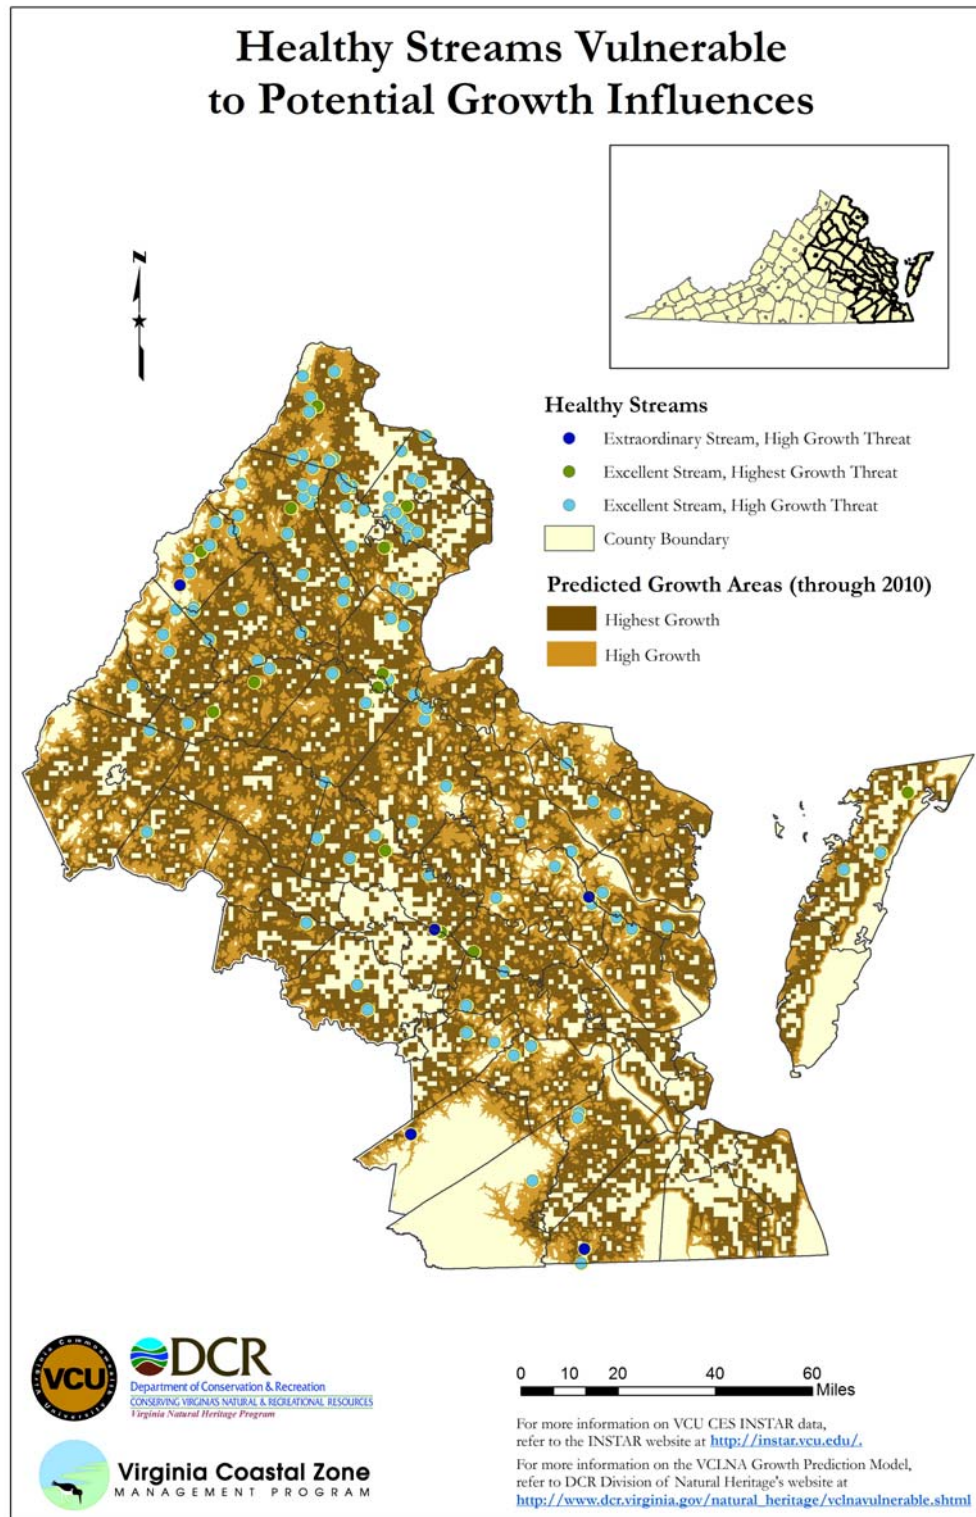 Healthy Streams Vulnerable
to Potential Growth Influences
N
Healthy Streams
Extraordinary Stream, High Growth Threat
Excellent Stream, Highest Growth Threat
Excellent Stream, High Growth Threat
County Boundary
Predicted Growth Areas (through 2010)
Highest Growth
High Growth
Virginia Commonwealth University
VCU
DCR
Department of Conservation & Recreation
CONSERVING VIRGINIA'S NATURAL & RECREATIONAL RESOURCES
Virginia Natural Heritage Program
Virginia Coastal Zone
MANAGEMENT PROGRAM
0 10 20 40 60
Miles
For more information on VCU CES INSTAR data,
refer to the INSTAR website at http://instar.vcu.edu/.
For more information on the VCLNA Growth Prediction Model,
refer to DCR Division of Natural Heritage's website at
http://www.dcr.virginia.gov/natural_heritage/vclnavulnerable.shtml